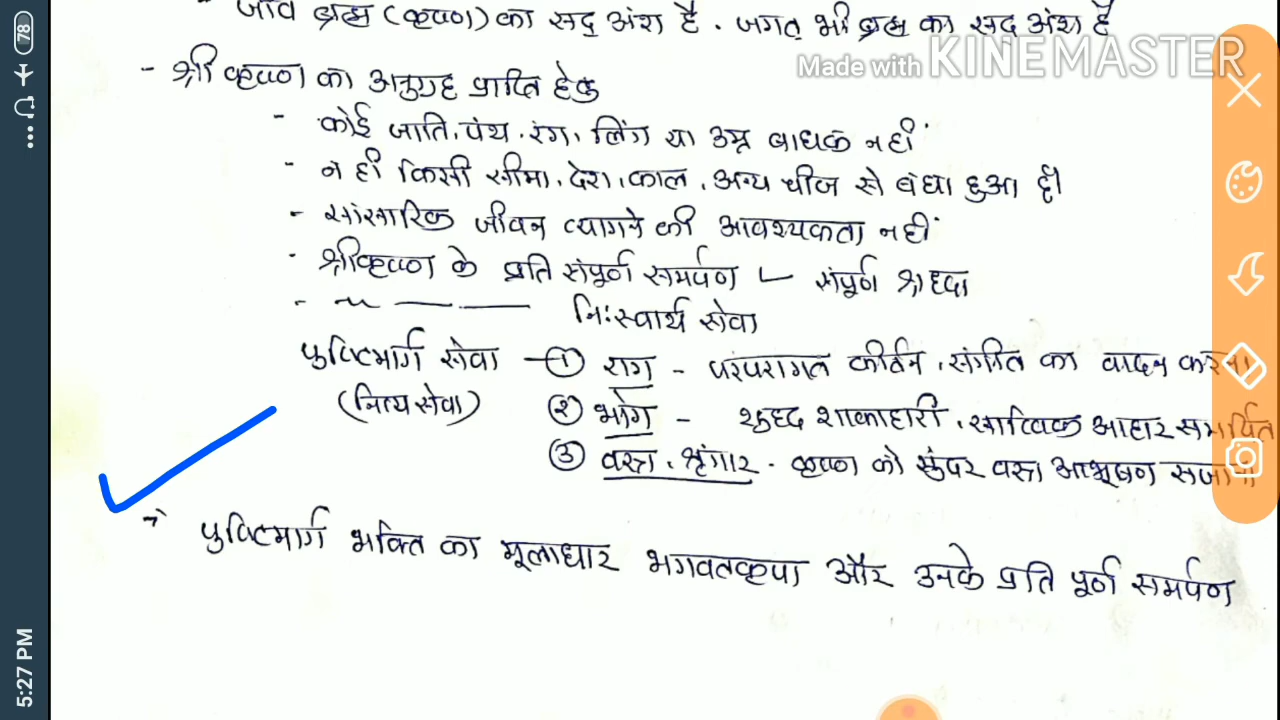 जीव ब्रह्म (कृष्ण) का सद् अंश है . जगत् भी ब्रह्म का सद् अंश है
Made with KINEMASTER
- श्री कृष्ण का अनुग्रह प्राप्ति हेतु
- कोई जाति . पंथ . रंग . लिंग या उम्र बाधक नहीं
- न ही किसी सीमा . देश . काल . अन्य चीज से बंधा हुआ हो
- सांसारिक जीवन त्यागने की आवश्यकता नहीं
- श्रीकृष्ण के प्रति संपूर्ण समर्पण संपूर्ण श्रध्दा
निःस्वार्थ सेवा
पुष्टिमार्ग सेवा - ① राग - परंपरागत कीर्तन . संगीत का वादन करना
(नित्य सेवा) ② भोग - शुध्द शाकाहारी . सात्विक आहार समर्पित
③ वस्त्र . श्रृंगार - कृष्ण को सुंदर वस्त्र आभूषण सजाना
→ पुष्टिमार्ग भक्ति का मूलाधार भगवतकृपा और उनके प्रति पूर्ण समर्पण
78
5:27 PM